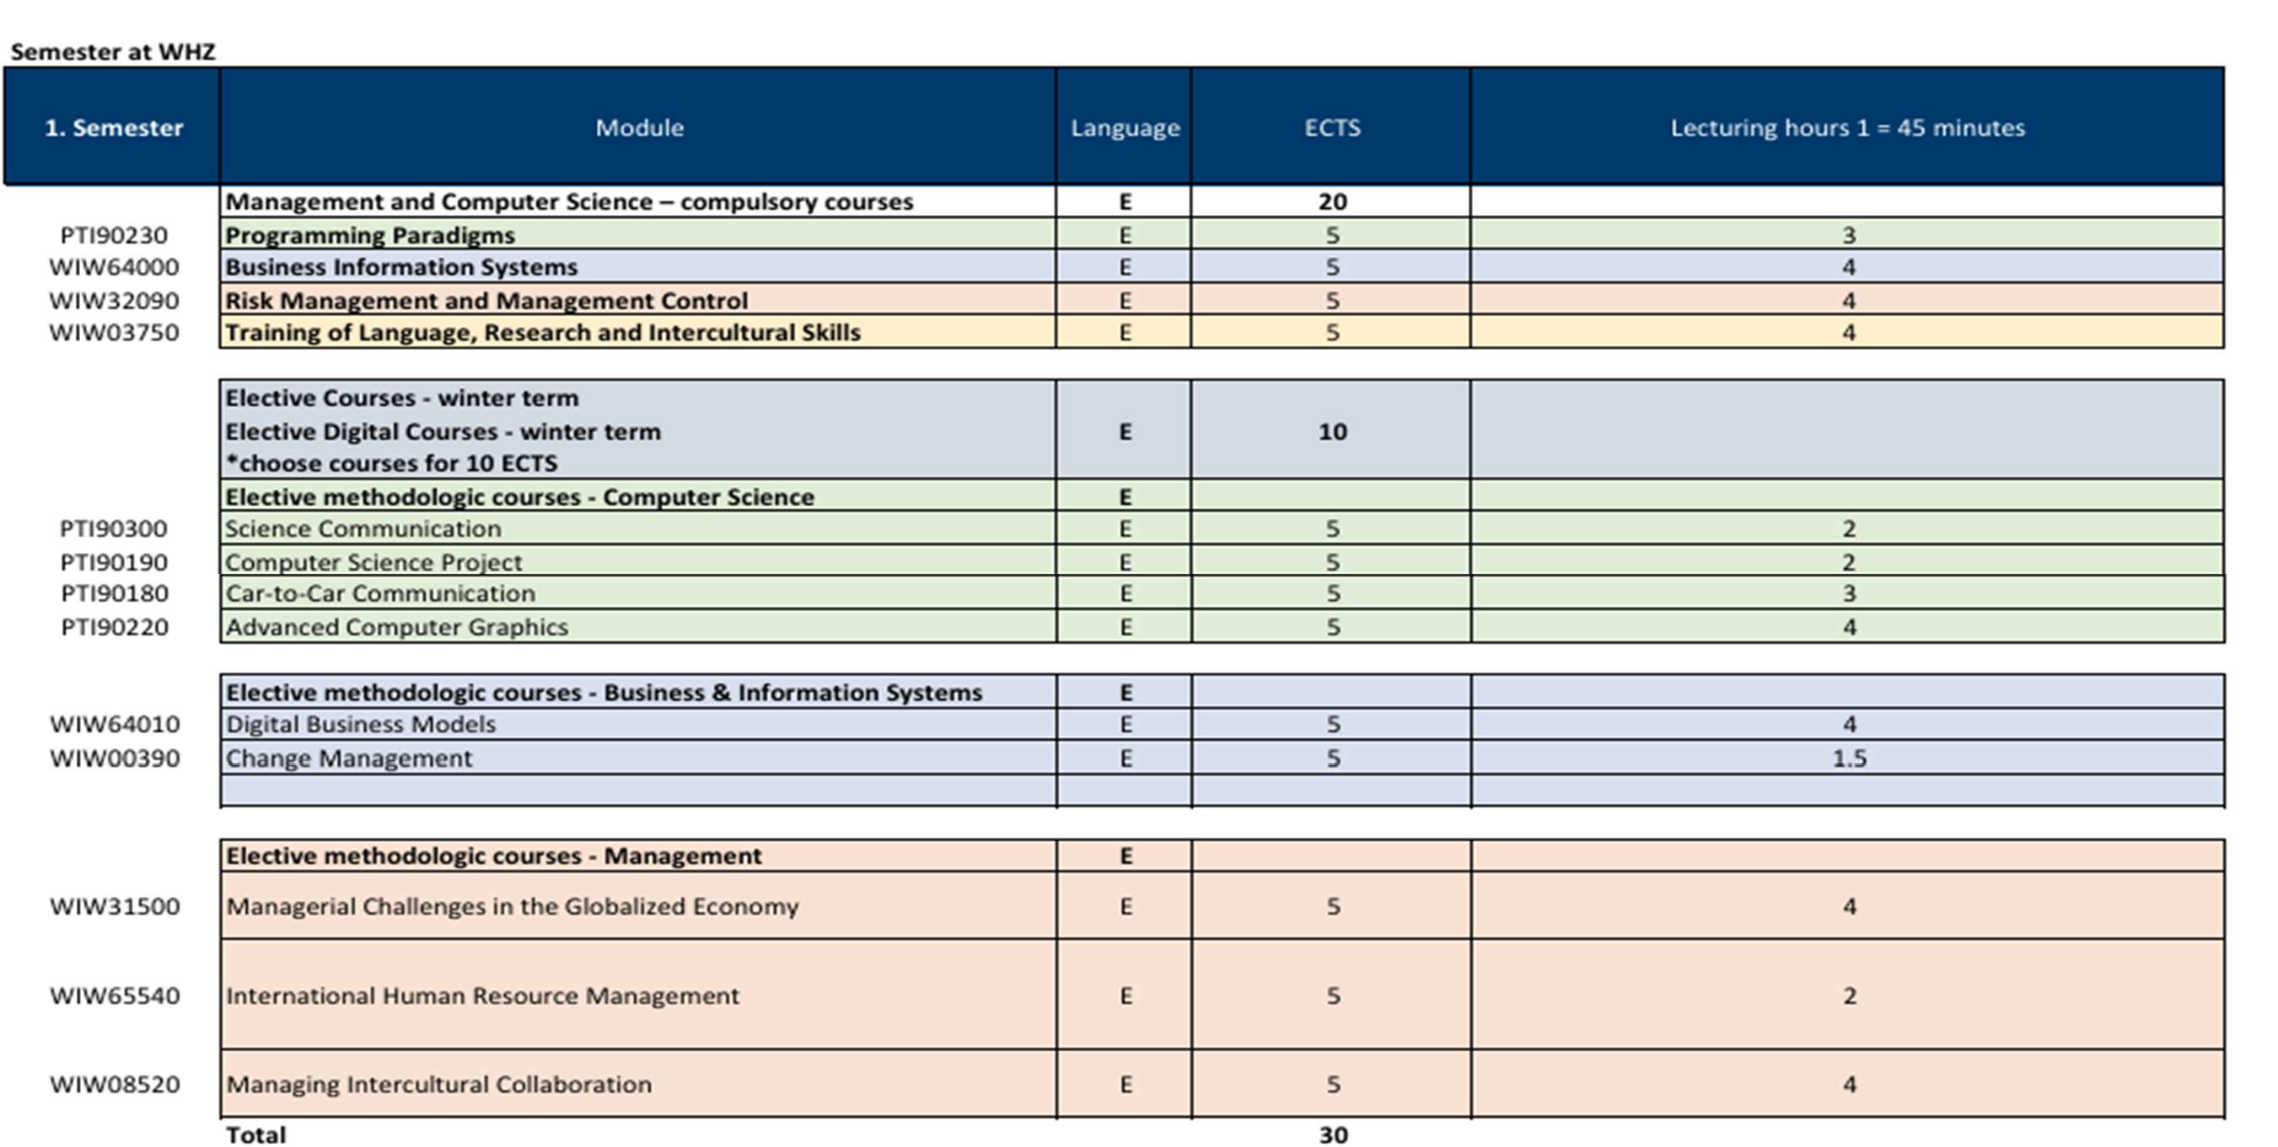 Semester at WHZ
1. Semester Module Language ECTS Lecturing hours 1 = 45 minutes
Management and Computer Science – compulsory courses E 20
PTI90230 Programming Paradigms E 5 3
WIW64000 Business Information Systems E 5 4
WIW32090 Risk Management and Management Control E 5 4
WIW03750 Training of Language, Research and Intercultural Skills E 5 4
Elective Courses - winter term
Elective Digital Courses - winter term E 10
*choose courses for 10 ECTS
Elective methodologic courses - Computer Science E
PTI90300 Science Communication E 5 2
PTI90190 Computer Science Project E 5 2
PTI90180 Car-to-Car Communication E 5 3
PTI90220 Advanced Computer Graphics E 5 4
Elective methodologic courses - Business & Information Systems E
WIW64010 Digital Business Models E 5 4
WIW00390 Change Management E 5 1.5
Elective methodologic courses - Management E
WIW31500 Managerial Challenges in the Globalized Economy E 5 4
WIW65540 International Human Resource Management E 5 2
WIW08520 Managing Intercultural Collaboration E 5 4
Total 30